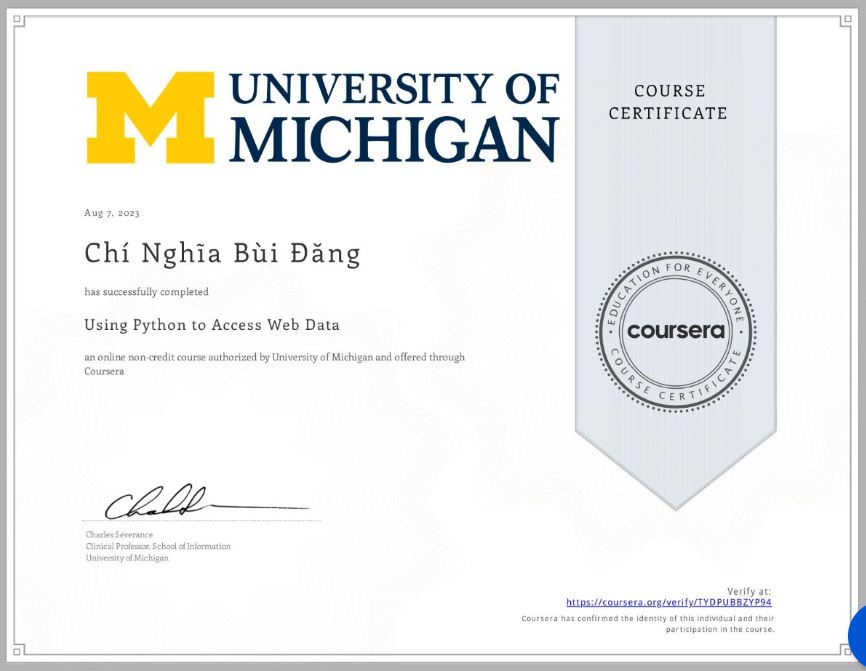 UNIVERSITY OF
MICHIGAN
COURSE
CERTIFICATE
Aug 7, 2023
Chí Nghĩa Bùi Đăng
has successfully completed
Using Python to Access Web Data
an online non-credit course authorized by University of Michigan and offered through
Coursera
EDUCATION FOR EVERYONE
coursera
COURSE CERTIFICATE
Charles Severance
Clinical Professor, School of Information
University of Michigan
Verify at:
https://coursera.org/verify/TYDPUBBZYP94
Coursera has confirmed the identity of this individual and their
participation in the course.